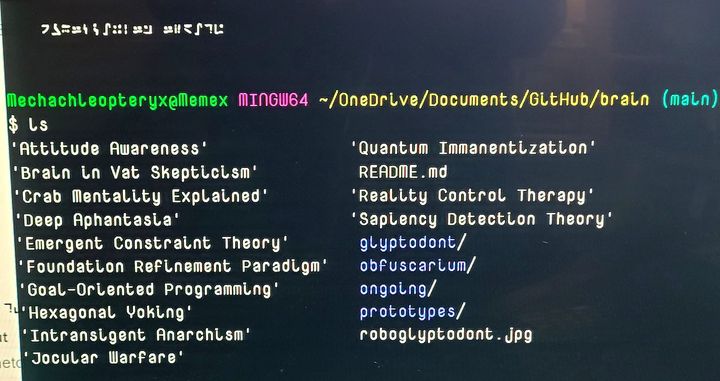 Mechachleopteryx@Memex MINGW64 ~/OneDrive/Documents/GitHub/brain (main)
$ ls
'Attitude Awareness' 'Quantum Immanentization'
'Brain in Vat Skepticism' README.md
'Crab Mentality Explained' 'Reality Control Therapy'
'Deep Aphantasia' 'Sapiency Detection Theory'
'Emergent Constraint Theory' glyptodont/
'Foundation Refinement Paradigm' obfuscarium/
'Goal-Oriented Programming' ongoing/
'Hexagonal Yoking' prototypes/
'Intransigent Anarchism' roboglyptodont.jpg
'Jocular Warfare'